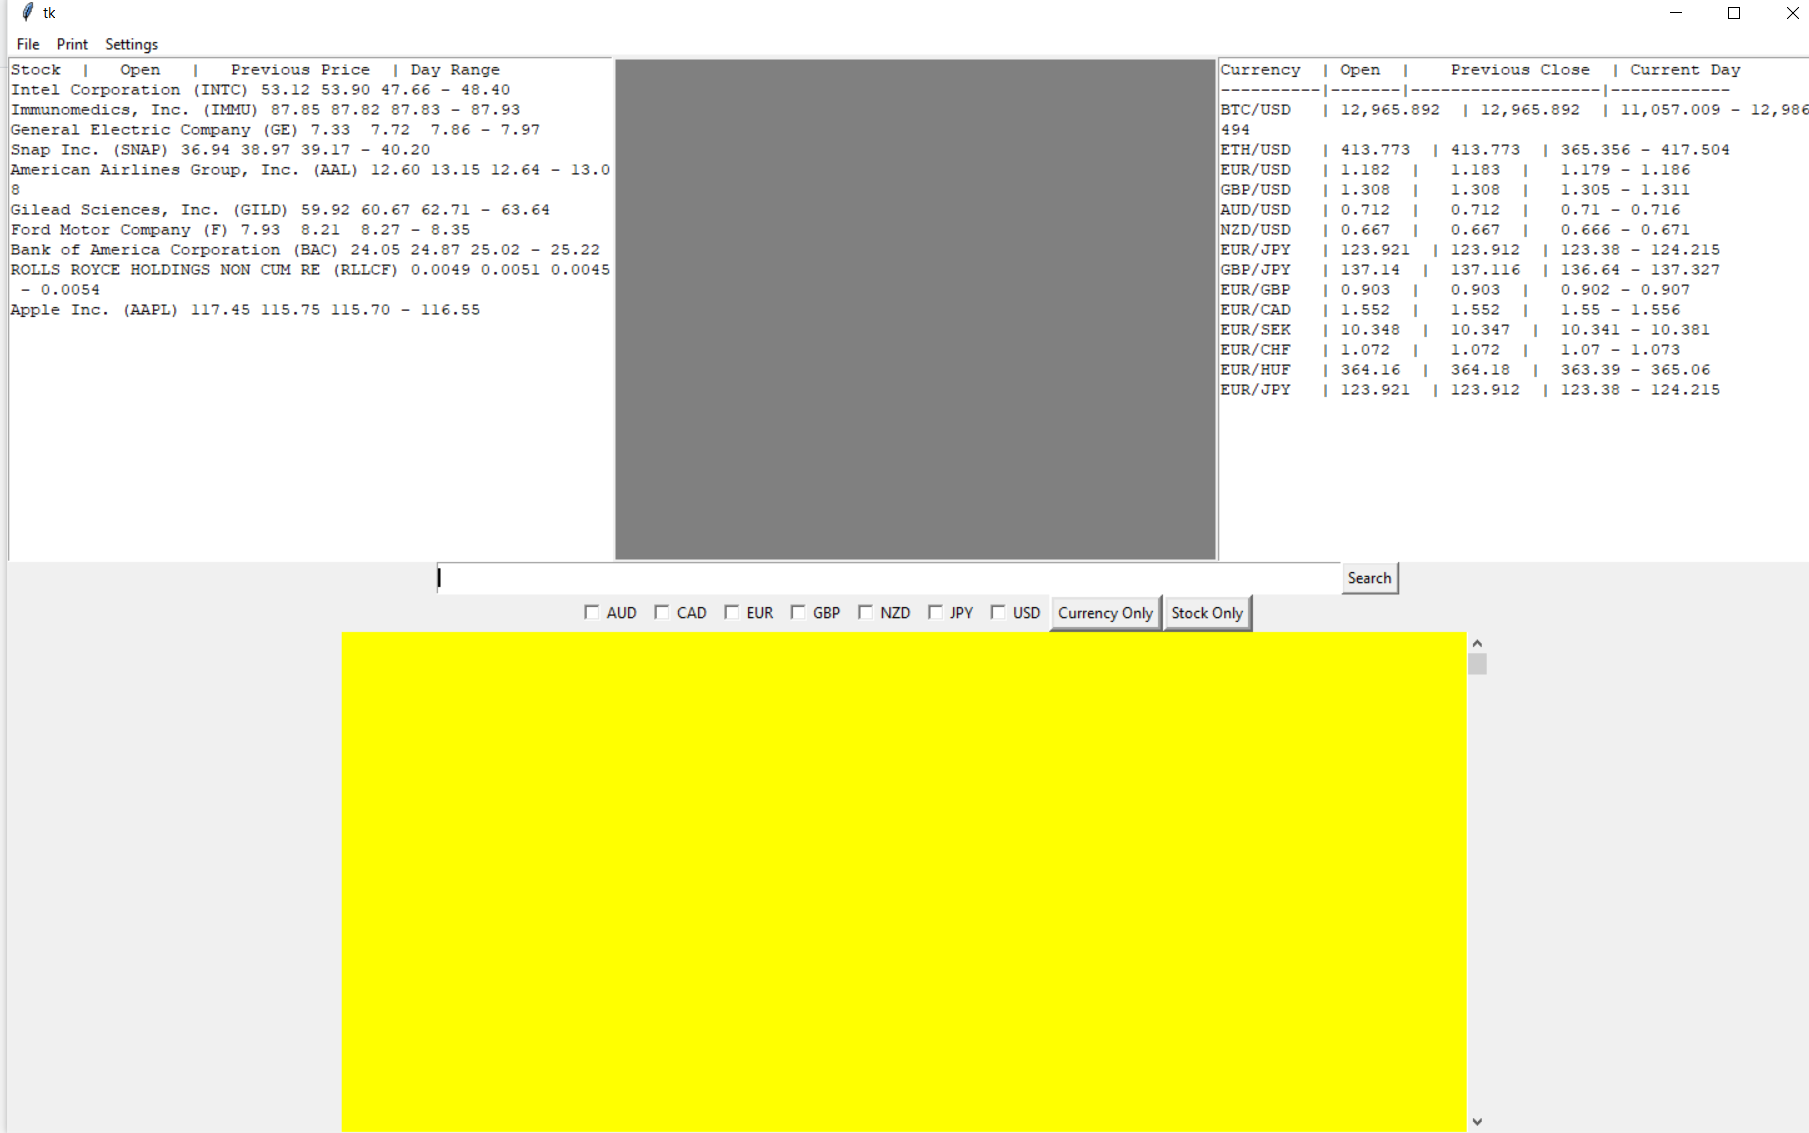 tk
File Print Settings
Stock  |   Open   |   Previous Price  | Day Range
Intel Corporation (INTC) 53.12 53.90 47.66 - 48.40
Immunomedics, Inc. (IMMU) 87.85 87.82 87.83 - 87.93
General Electric Company (GE) 7.33  7.72  7.86 - 7.97
Snap Inc. (SNAP) 36.94 38.97 39.17 - 40.20
American Airlines Group, Inc. (AAL) 12.60 13.15 12.64 - 13.0
8
Gilead Sciences, Inc. (GILD) 59.92 60.67 62.71 - 63.64
Ford Motor Company (F) 7.93  8.21  8.27 - 8.35
Bank of America Corporation (BAC) 24.05 24.87 25.02 - 25.22
ROLLS ROYCE HOLDINGS NON CUM RE (RLLCF) 0.0049 0.0051 0.0045
 - 0.0054
Apple Inc. (AAPL) 117.45 115.75 115.70 - 116.55
Currency  | Open  |    Previous Close  | Current Day
----------|-------|-------------------|------------
BTC/USD   | 12,965.892  | 12,965.892  | 11,057.009 - 12,986
494
ETH/USD   | 413.773  | 413.773  | 365.356 - 417.504
EUR/USD   | 1.182  |   1.183  |   1.179 - 1.186
GBP/USD   | 1.308  |   1.308  |   1.305 - 1.311
AUD/USD   | 0.712  |   0.712  |   0.71 - 0.716
NZD/USD   | 0.667  |   0.667  |   0.666 - 0.671
EUR/JPY   | 123.921  | 123.912  | 123.38 - 124.215
GBP/JPY   | 137.14  |  137.116  | 136.64 - 137.327
EUR/GBP   | 0.903  |   0.903  |   0.902 - 0.907
EUR/CAD   | 1.552  |   1.552  |   1.55 - 1.556
EUR/SEK   | 10.348  |  10.347  |  10.341 - 10.381
EUR/CHF   | 1.072  |   1.072  |   1.07 - 1.073
EUR/HUF   | 364.16  |  364.18  |  363.39 - 365.06
EUR/JPY   | 123.921  | 123.912  | 123.38 - 124.215
Search
AUD CAD EUR GBP NZD JPY USD Currency Only Stock Only